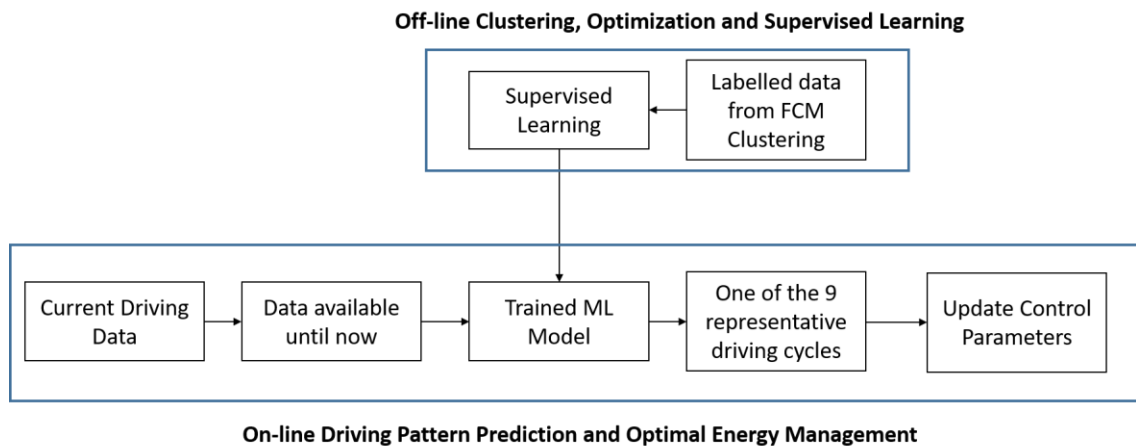 Off-line Clustering, Optimization and Supervised Learning
Supervised
Learning
Labelled data
from FCM
Clustering
Current Driving
Data
Data available
until now
Trained ML
Model
One of the 9
representative
driving cycles
Update Control
Parameters
On-line Driving Pattern Prediction and Optimal Energy Management